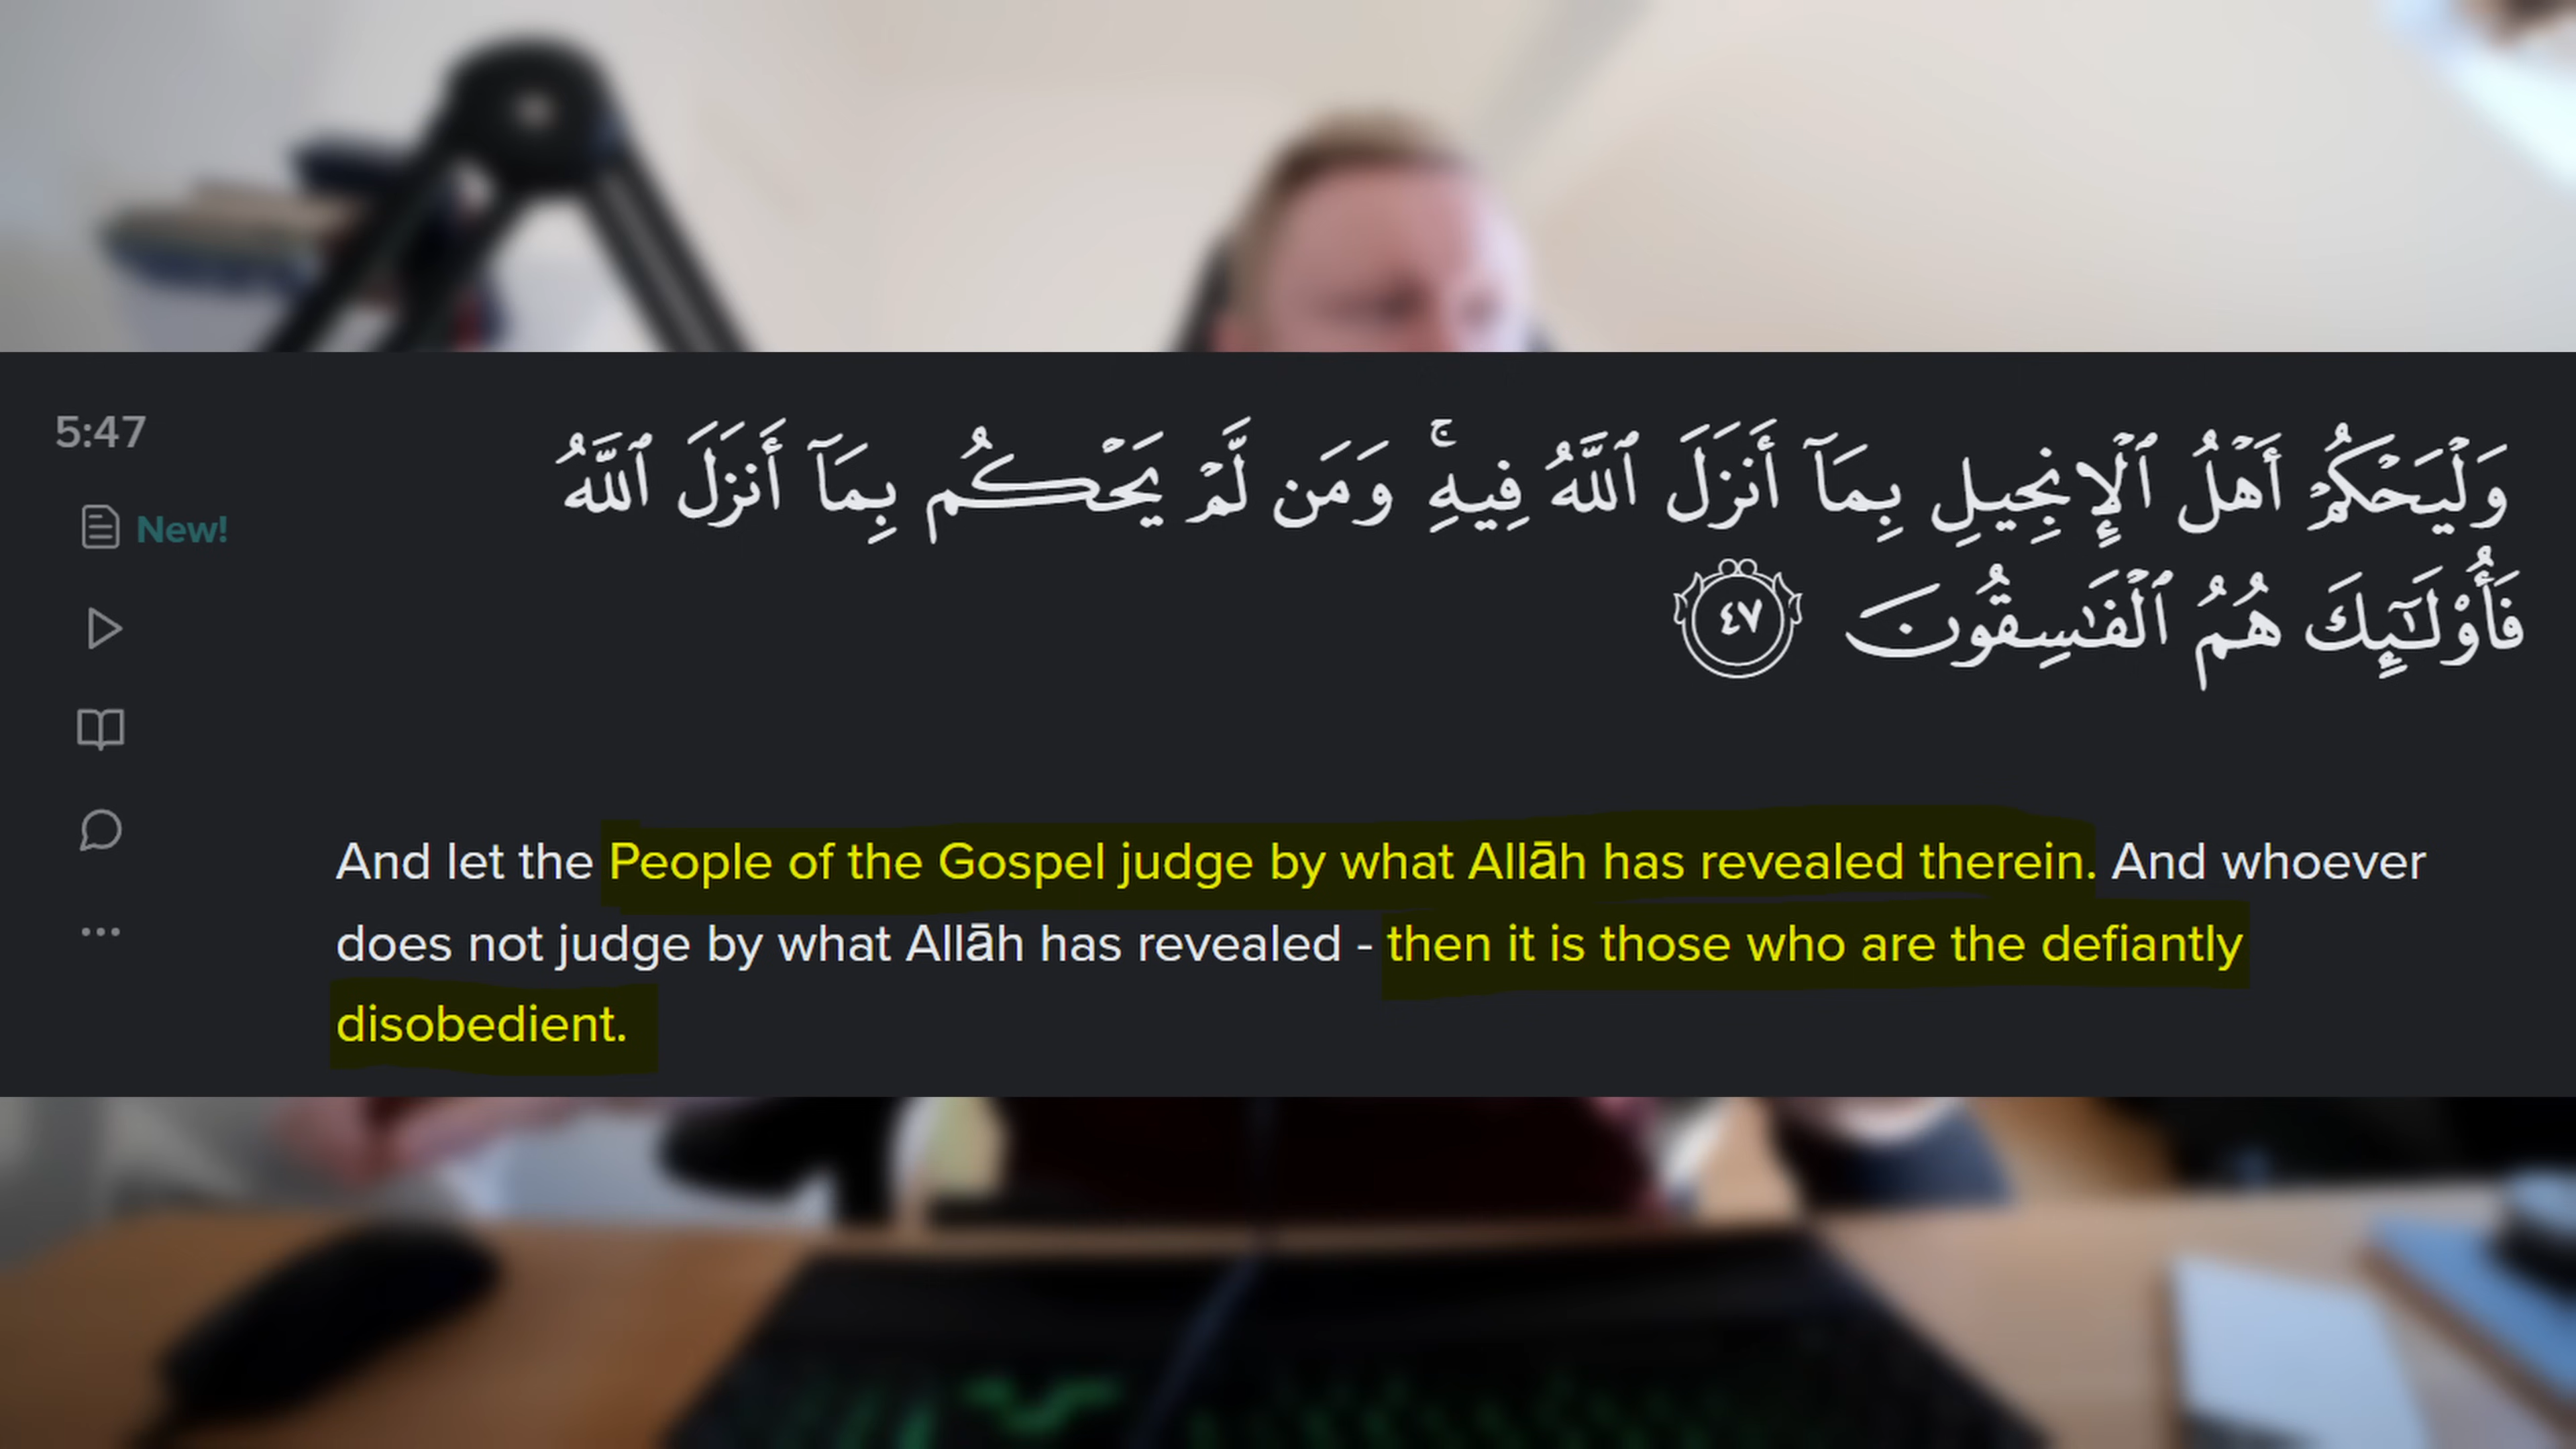 5:47
وَلْيَحْكُمْ أَهْلُ ٱلْإِنجِيلِ بِمَآ أَنزَلَ ٱللَّهُ فِيهِ ۚ وَمَن لَّمْ يَحْكُم بِمَآ أَنزَلَ ٱللَّهُ
فَأُو۟لَـٰٓئِكَ هُمُ ٱلْفَـٰسِقُونَ ٤٧
New!
And let the People of the Gospel judge by what Allāh has revealed therein. And whoever
does not judge by what Allāh has revealed - then it is those who are the defiantly
disobedient.